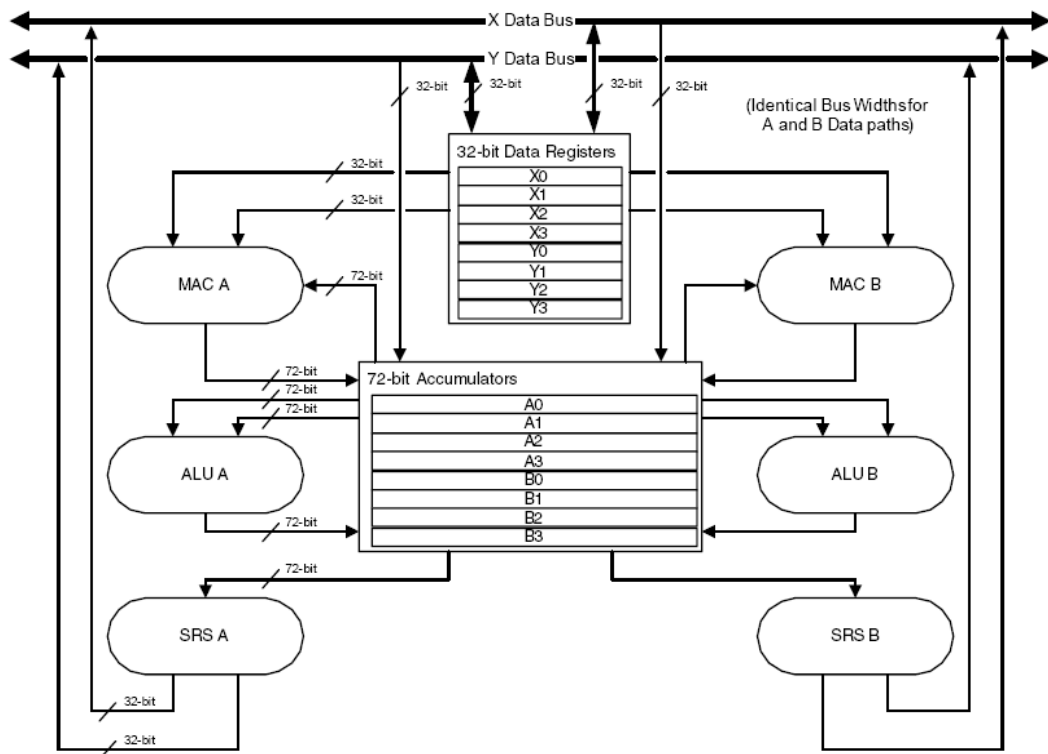 X Data Bus
Y Data Bus
32-bit
32-bit
32-bit
32-bit
(Identical Bus Widthsfor
A and B Data paths)
32-bit Data Registers
X0
X1
X2
X3
Y0
Y1
Y2
Y3
32-bit
32-bit
MAC A
72-bit
MAC B
72-bit
72-bit
72-bit
72-bit Accumulators
A0
A1
A2
A3
B0
B1
B2
B3
ALU A
ALU B
72-bit
72-bit
SRS A
SRS B
32-bit
32-bit